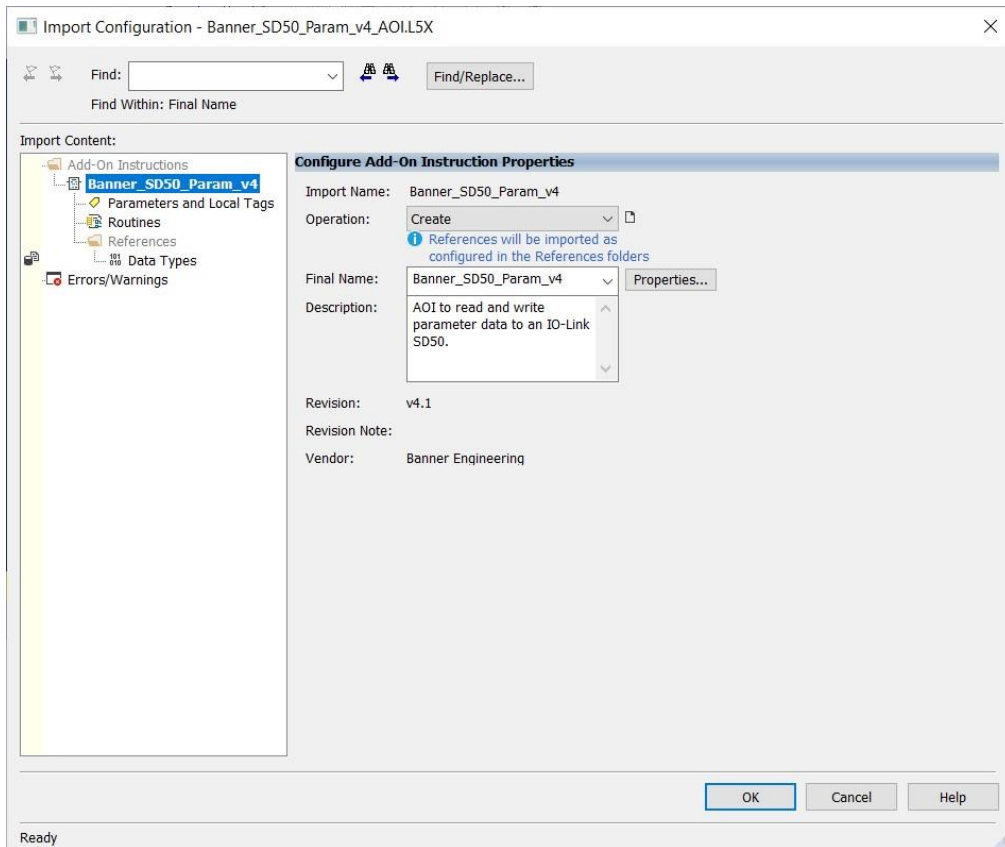 Import Configuration - Banner_SD50_Param_v4_AOI.L5X
Find:
Find/Replace...
Find Within: Final Name
Import Content:
Add-On Instructions
Banner_SD50_Param_v4
Parameters and Local Tags
Routines
References
Data Types
Errors/Warnings
Configure Add-On Instruction Properties
Import Name: Banner_SD50_Param_v4
Operation: Create
References will be imported as
configured in the References folders
Final Name: Banner_SD50_Param_v4 Properties...
Description: AOI to read and write
parameter data to an IO-Link
SD50.
Revision: v4.1
Revision Note:
Vendor: Banner Engineering
OK Cancel Help
Ready